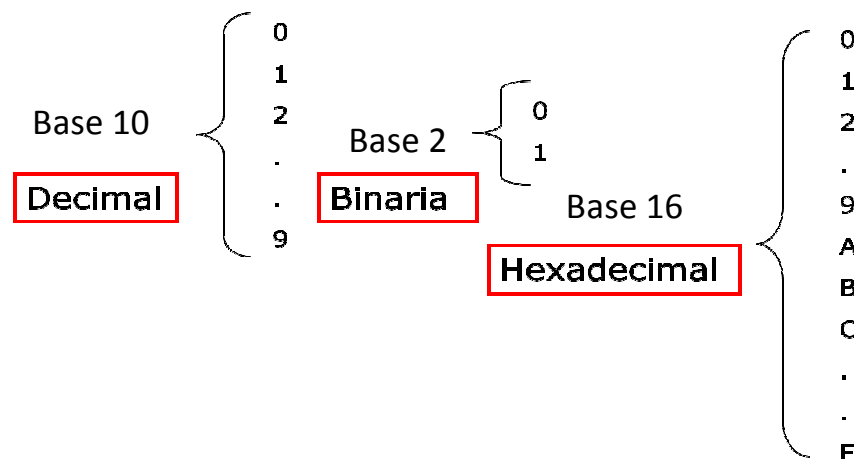 Base 10
Decimal
0
1
2
.
.
9
Base 2
Binaria
0
1
Base 16
Hexadecimal
0
1
2
.
9
A
B
C
.
.
F